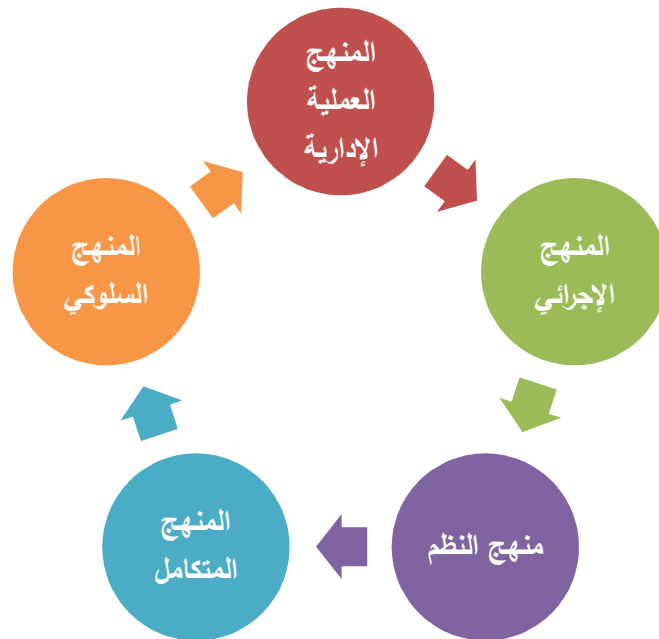 المنهج
العملية
الإدارية
المنهج
الإجرائي
منهج النظم
المنهج
المتكامل
المنهج
السلوكي